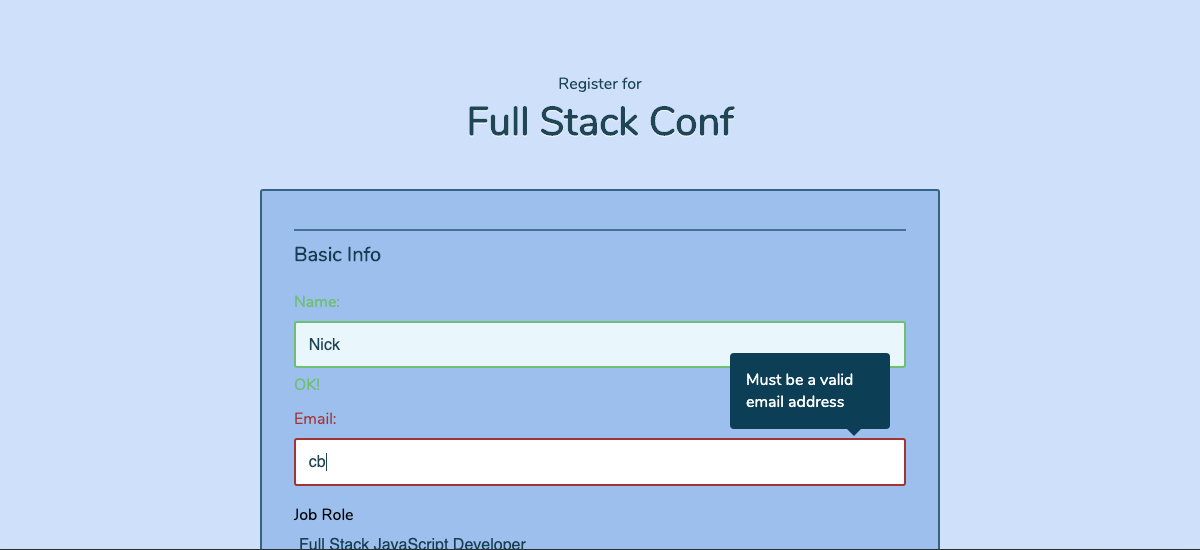 Register for
Full Stack Conf
Basic Info
Name:
Nick
OK!
Must be a valid
email address
Email:
cb
Job Role
Full Stack JavaScript Developer